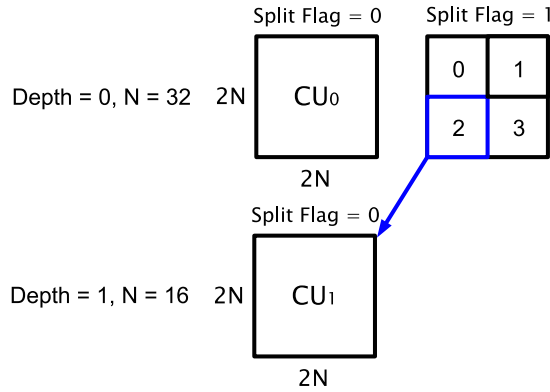 Split Flag = 0
Split Flag = 1
Depth = 0, N = 32
2N
CU0
0
1
2
3
2N
Split Flag = 0
Depth = 1, N = 16
2N
CU1
2N